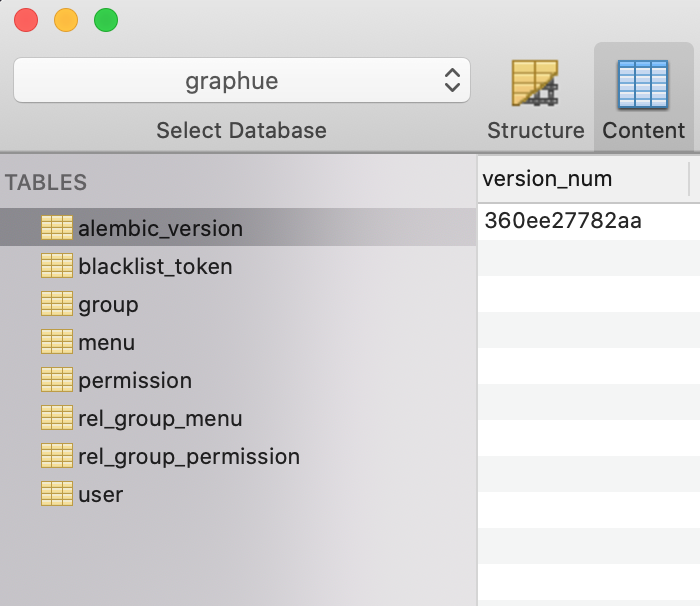 graphue
Select Database
Structure
Content
TABLES
alembic_version
blacklist_token
group
menu
permission
rel_group_menu
rel_group_permission
user
version_num
360ee27782aa